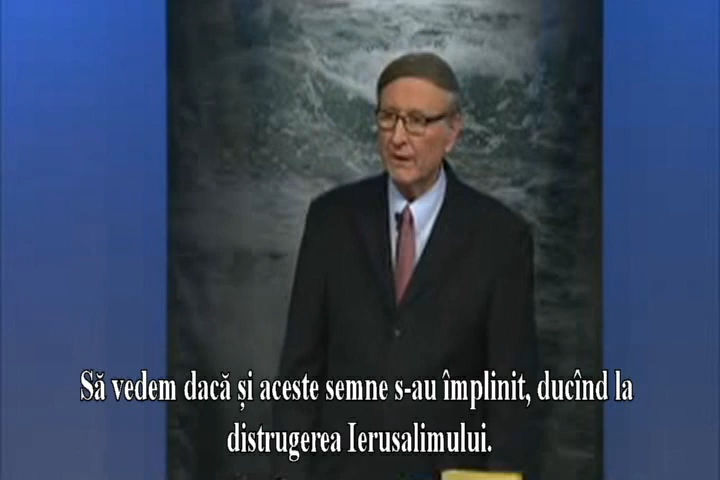 Să vedem dacă și aceste semne s-au împlinit, ducînd la
distrugerea Ierusalimului.